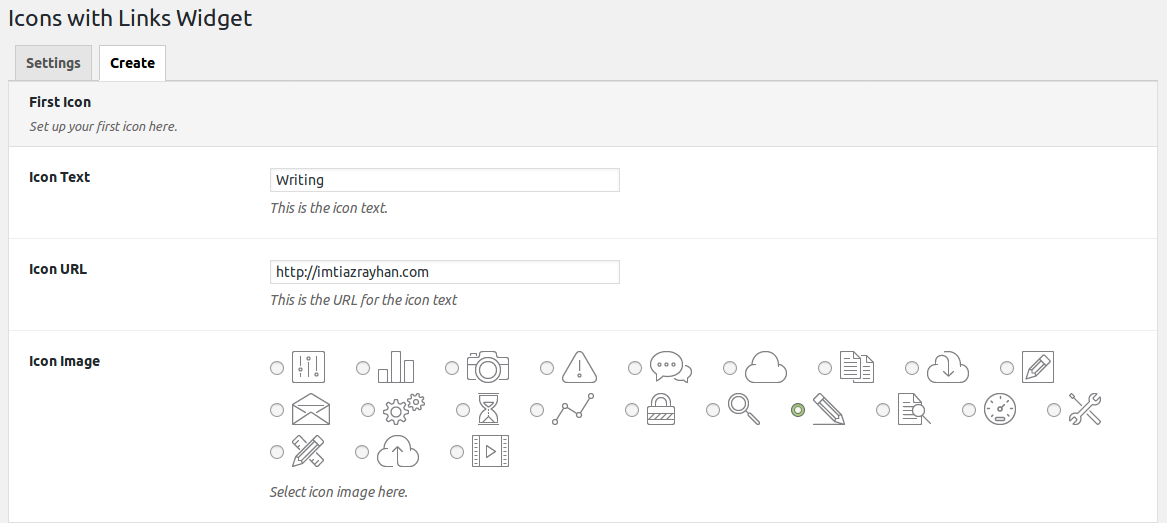 Icons with Links Widget
Settings Create
First Icon
Set up your first icon here.
Icon Text
Writing
This is the icon text.
Icon URL
http://imtiazrayhan.com
This is the URL for the icon text
Icon Image
Select icon image here.